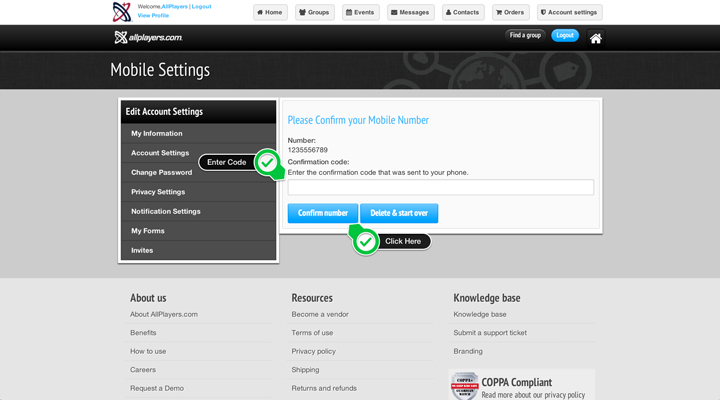 Welcome,AllPlayers | Logout
View Profile
Home
Groups
Events
Messages
Contacts
Orders
Account settings
allplayers.com
Find a group
Logout
Mobile Settings
Edit Account Settings
My Information
Account Settings
Change Password
Privacy Settings
Notification Settings
My Forms
Invites
Please Confirm your Mobile Number
Number:
1235556789
Confirmation code:
Enter the confirmation code that was sent to your phone.
Enter Code
Confirm number
Delete & start over
Click Here
About us
About AllPlayers.com
Benefits
How to use
Careers
Request a Demo
Resources
Become a vendor
Terms of use
Privacy policy
Shipping
Returns and refunds
Knowledge base
Knowledge base
Submit a support ticket
Branding
COPPA
COPPA Compliant
Read more about our privacy policy